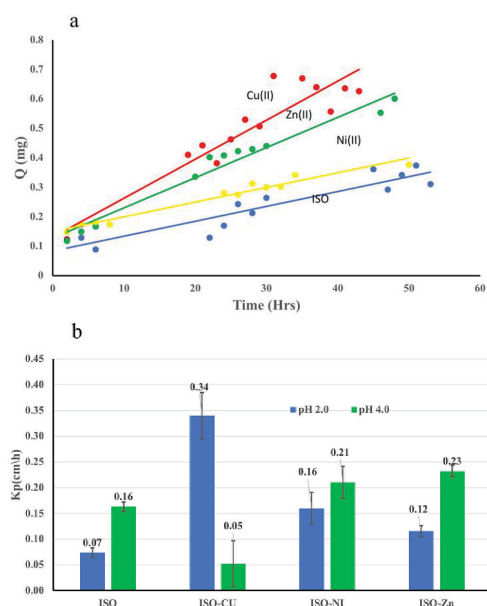 a
0.8
0.7
0.6
0.5
0.4
0.3
0.2
0.1
0
Q (mg)
Cu(II)
Zn(II)
Ni(II)
ISO
0 10 20 30 40 50 60
Time (Hrs)
b
0.45
0.40
0.35
0.30
0.25
0.20
0.15
0.10
0.05
0.00
Kp(cm\h)
pH 2.0 pH 4.0
0.07 0.16 0.34 0.05 0.16 0.21 0.12 0.23
ISO ISO-CU ISO-NI ISO-Zn